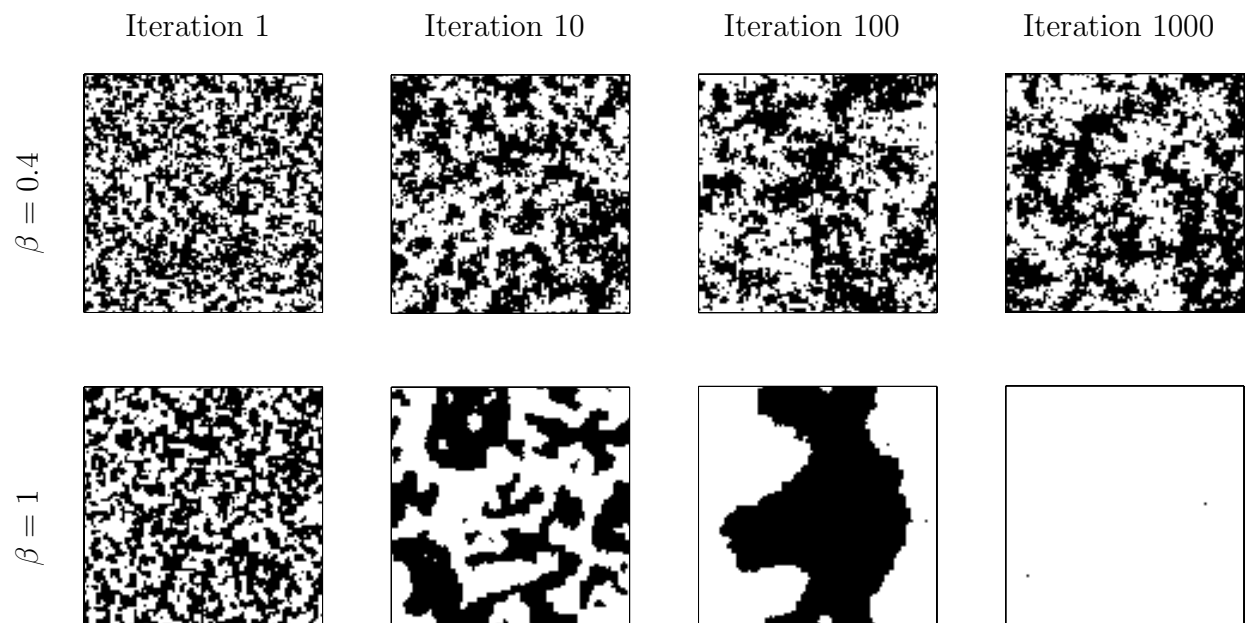 Iteration 1 Iteration 10 Iteration 100 Iteration 1000
β = 0.4
β = 1